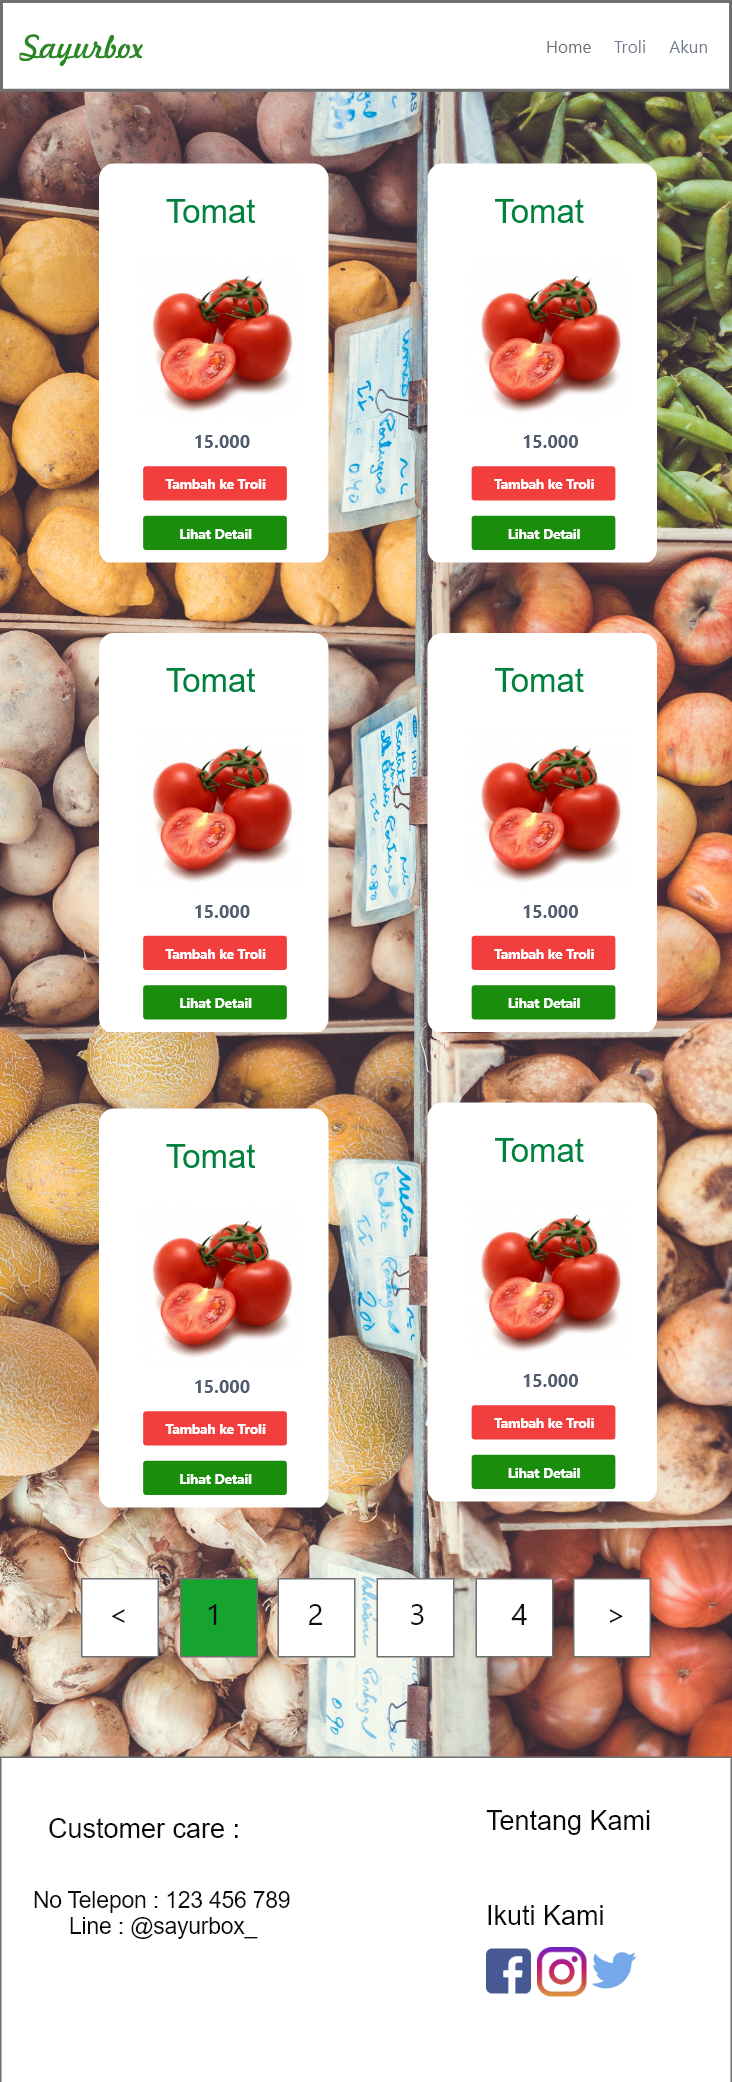 Sayurbox
Home Troli Akun
Tomat
15.000
Tambah ke Troli
Lihat Detail
Tomat
15.000
Tambah ke Troli
Lihat Detail
Tomat
15.000
Tambah ke Troli
Lihat Detail
Tomat
15.000
Tambah ke Troli
Lihat Detail
Tomat
15.000
Tambah ke Troli
Lihat Detail
Tomat
15.000
Tambah ke Troli
Lihat Detail
Portugal
Portugal
< 1 2 3 4 >
Customer care :
No Telepon : 123 456 789
Line : @sayurbox_
Tentang Kami
Ikuti Kami